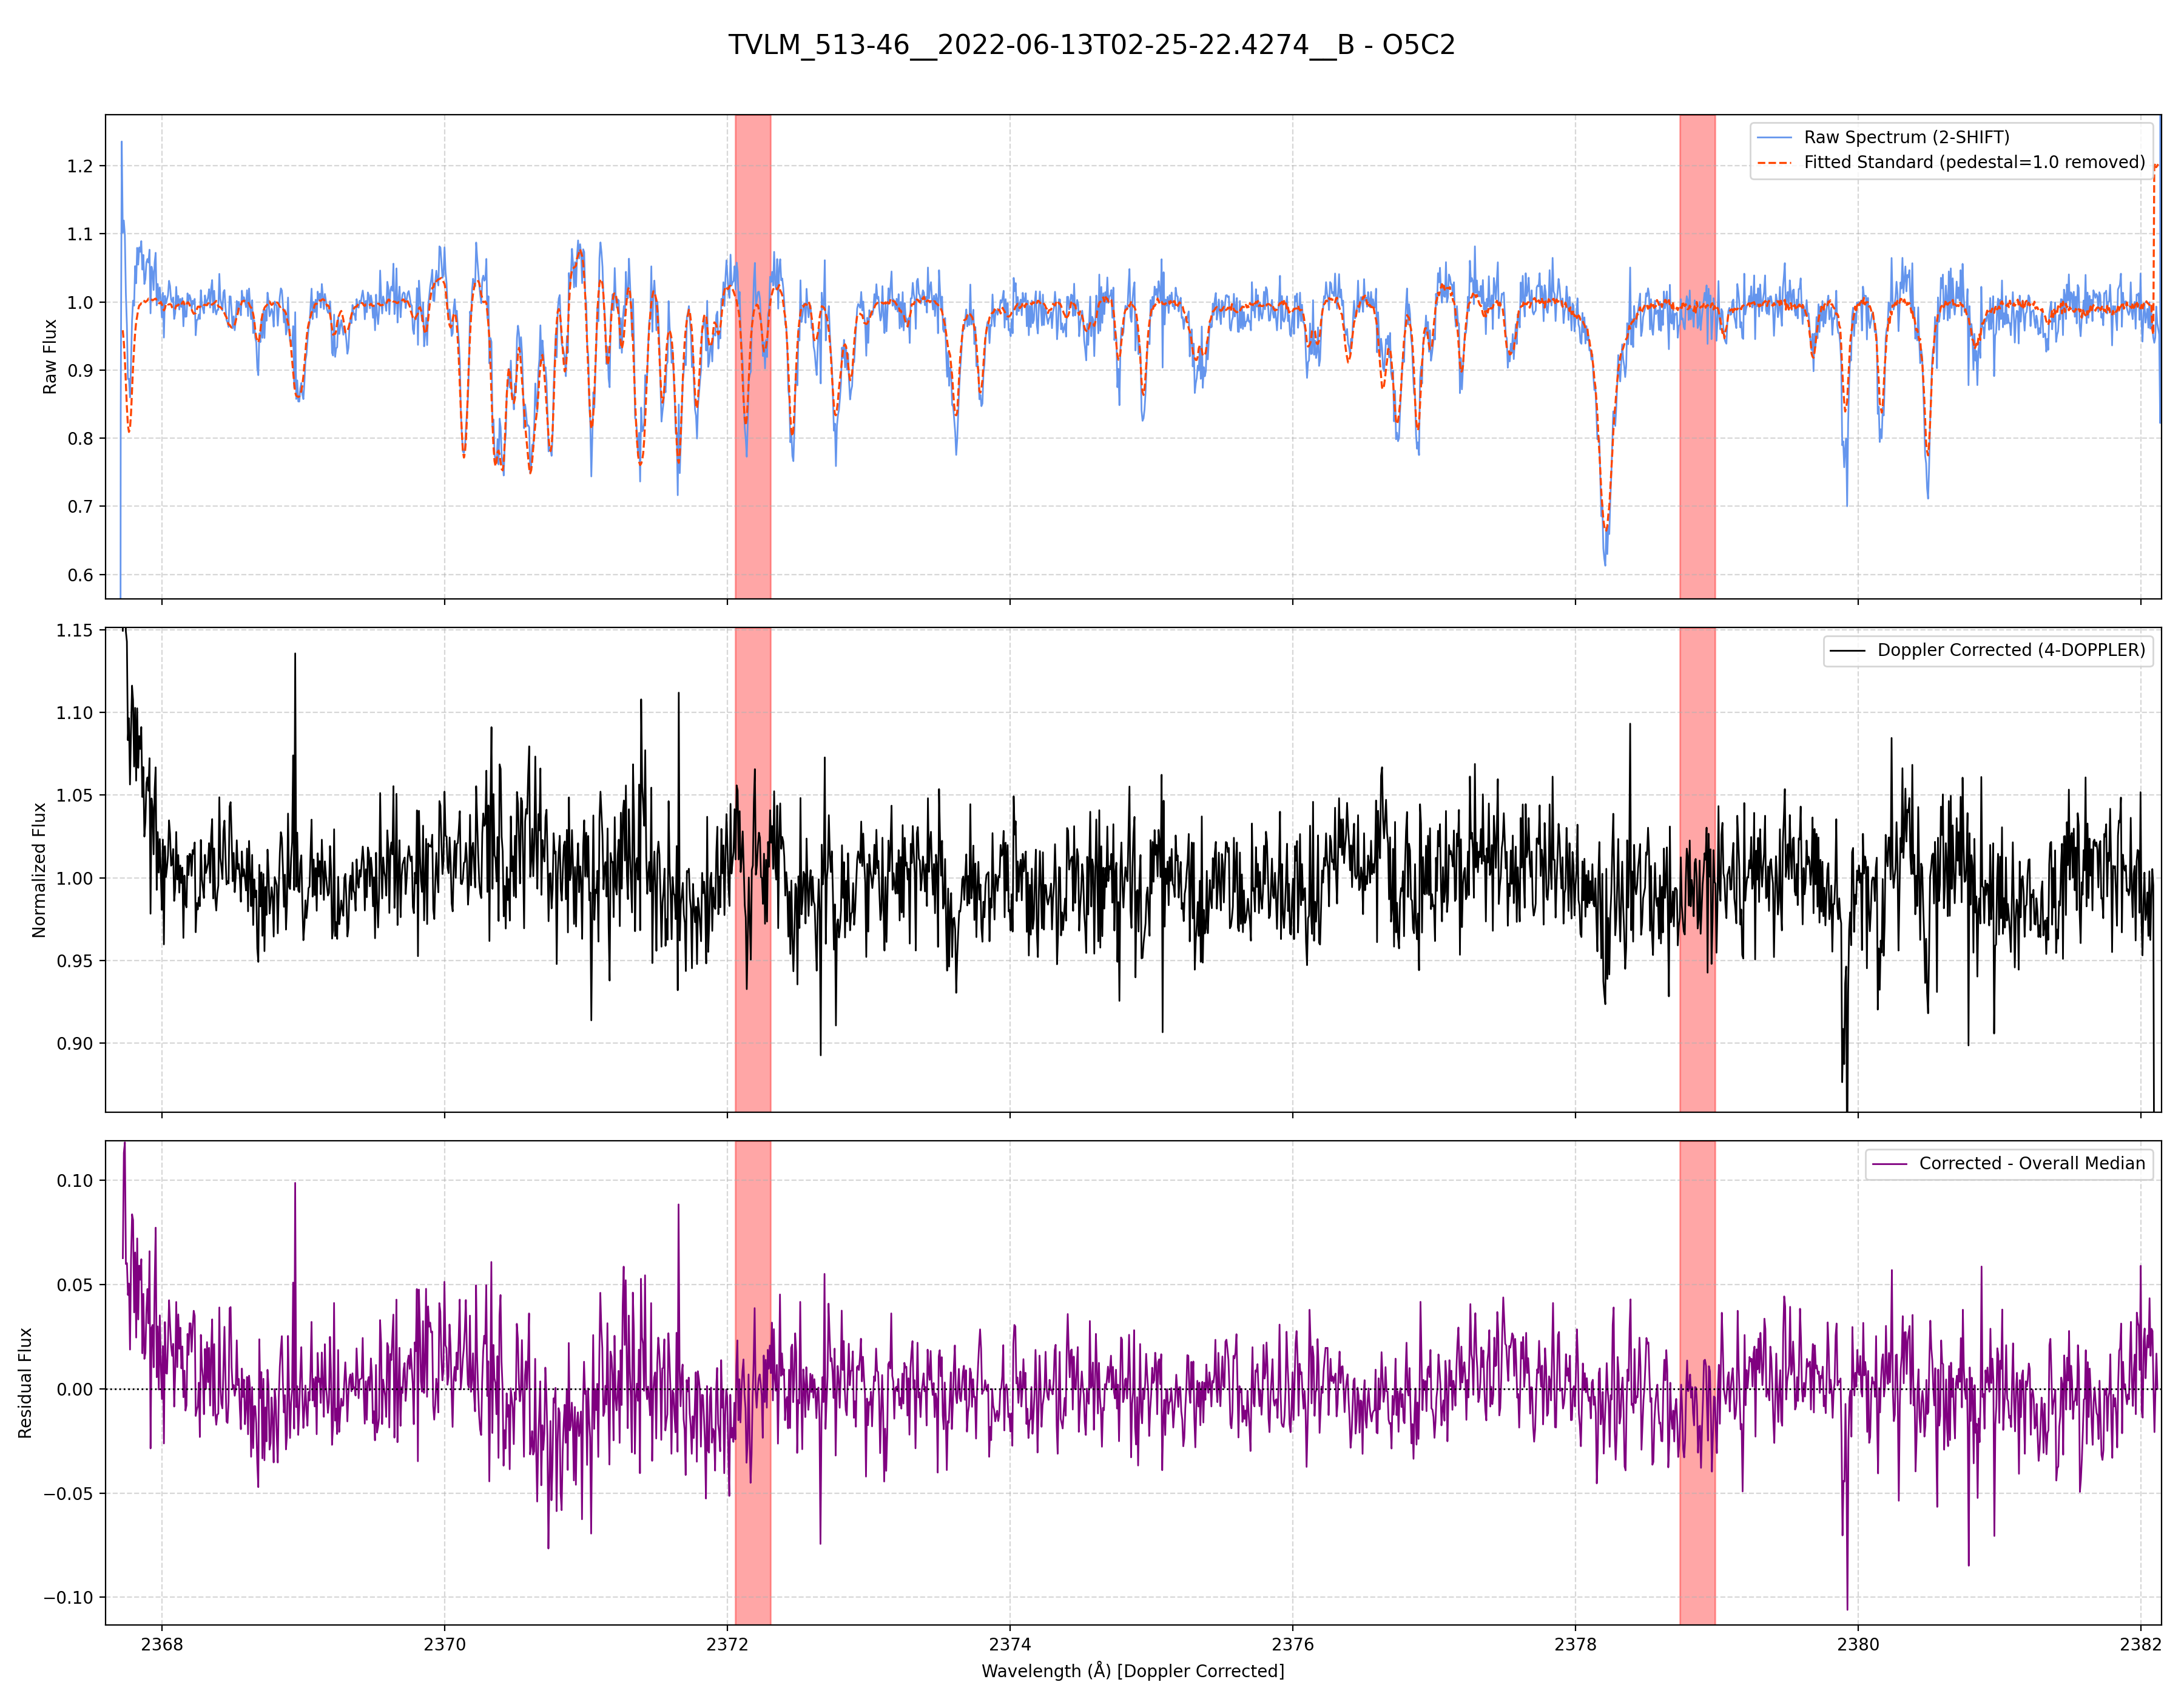 TVLM_513-46__2022-06-13T02-25-22.4274__B - O5C2
Raw Spectrum (2-SHIFT)
Fitted Standard (pedestal=1.0 removed)
1.2
1.1
1.0
0.9
0.8
0.7
0.6
Raw Flux
Doppler Corrected (4-DOPPLER)
1.15
1.10
1.05
1.00
0.95
0.90
Normalized Flux
Corrected - Overall Median
0.10
0.05
0.00
−0.05
−0.10
Residual Flux
2368 2370 2372 2374 2376 2378 2380 2382
Wavelength (Å) [Doppler Corrected]